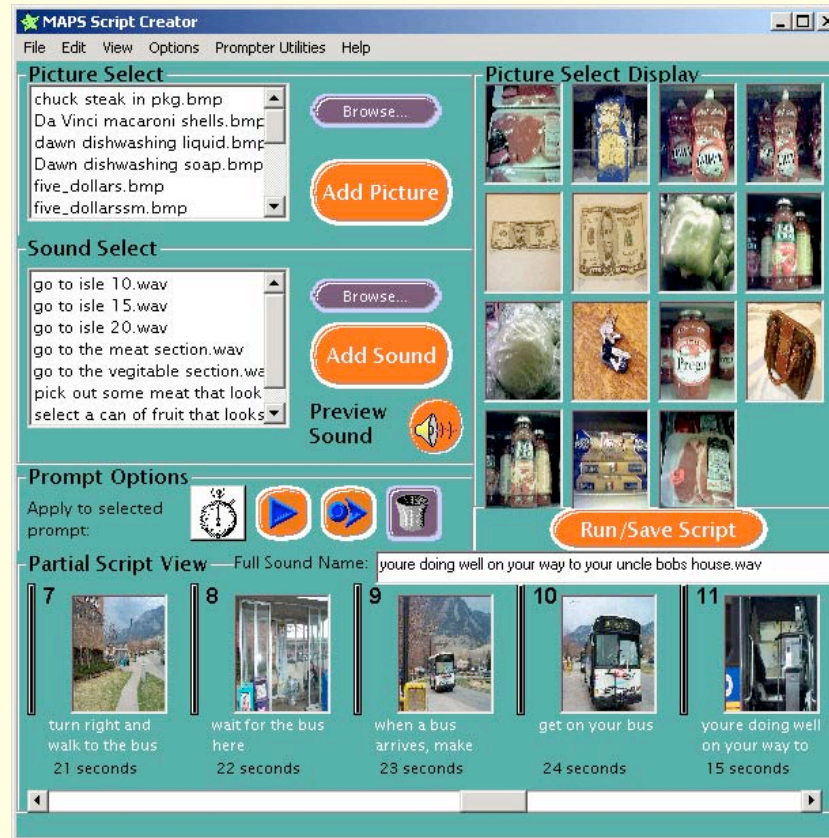 MAPS Script Creator
File Edit View Options Prompter Utilities Help
Picture Select
chuck steak in pkg.bmp
Da Vinci macaroni shells.bmp
dawn dishwashing liquid.bmp
Dawn dishwashing soap.bmp
five_dollars.bmp
five_dollarssm.bmp
Browse...
Add Picture
Sound Select
go to isle 10.wav
go to isle 15.wav
go to isle 20.wav
go to the meat section.wav
go to the vegitable section.wa
pick out some meat that look
select a can of fruit that looks
Browse...
Add Sound
Preview
Sound
Picture Select Display
Prego
Prompt Options
Apply to selected
prompt:
Run/Save Script
Partial Script View
Full Sound Name: youre doing well on your way to your uncle bobs house.wav
7
turn right and
walk to the bus
21 seconds
8
wait for the bus
here
22 seconds
9
when a bus
arrives, make
23 seconds
10
get on your bus
24 seconds
11
youre doing well
on your way to
15 seconds